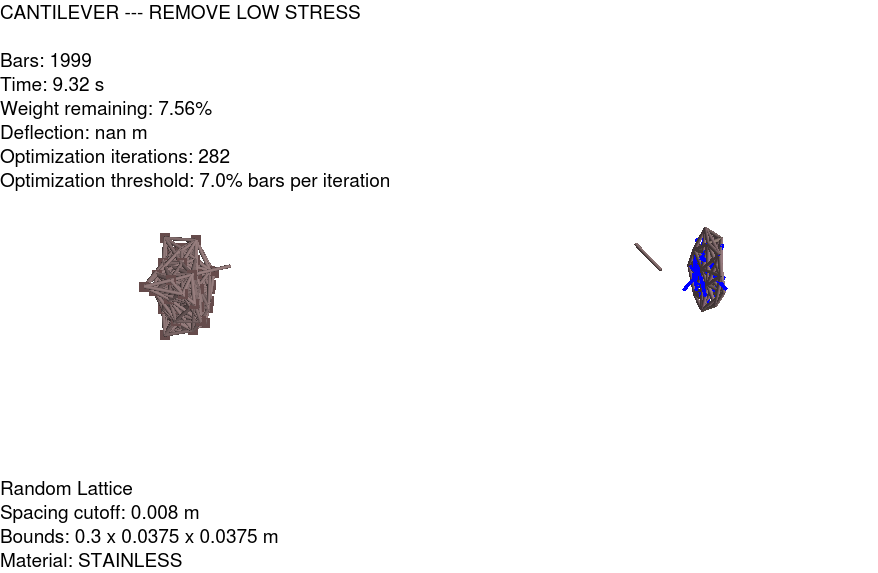 CANTILEVER --- REMOVE LOW STRESS
Bars: 1999
Time: 9.32 s
Weight remaining: 7.56%
Deflection: nan m
Optimization iterations: 282
Optimization threshold: 7.0% bars per iteration
Random Lattice
Spacing cutoff: 0.008 m
Bounds: 0.3 x 0.0375 x 0.0375 m
Material: STAINLESS